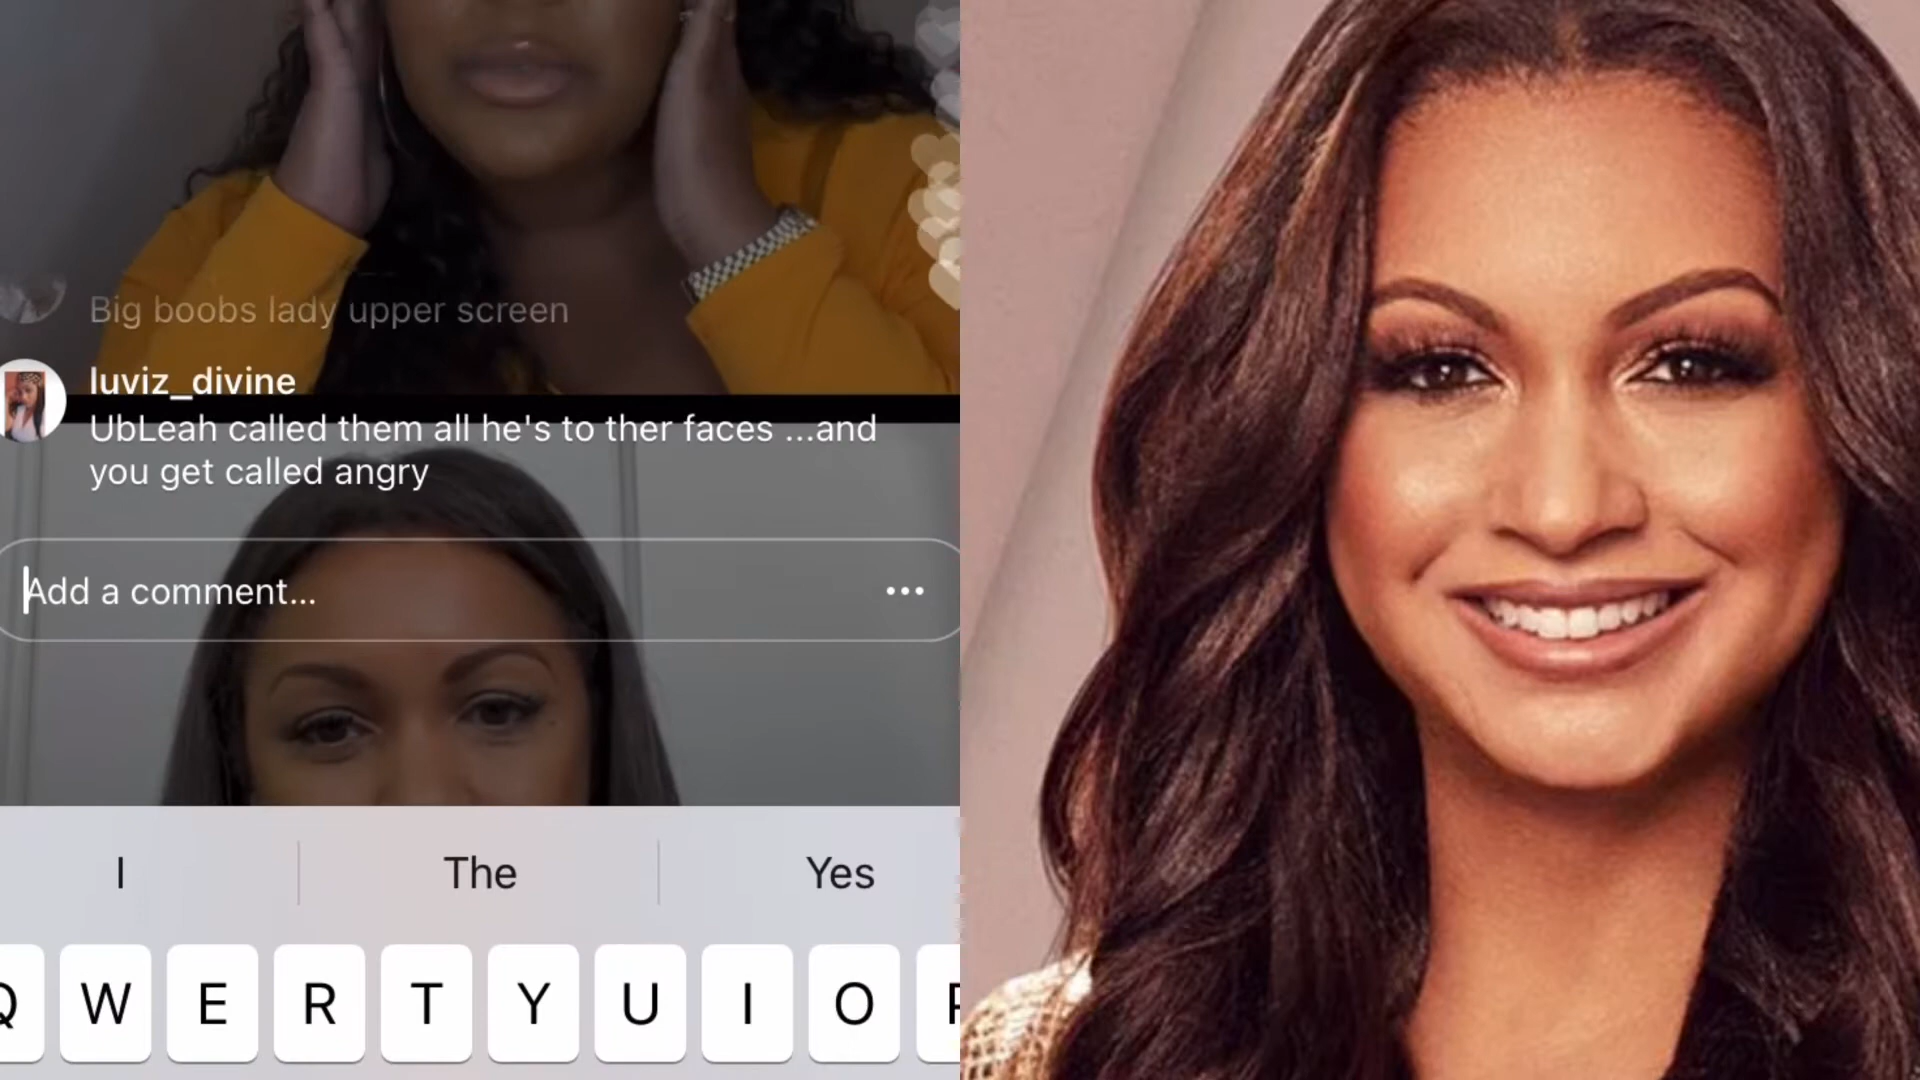 Big boobs lady upper screen
luviz_divine
UbLeah called them all he's to ther faces ...and
you get called angry
Add a comment...
I The Yes
Q W E R T Y U I O P